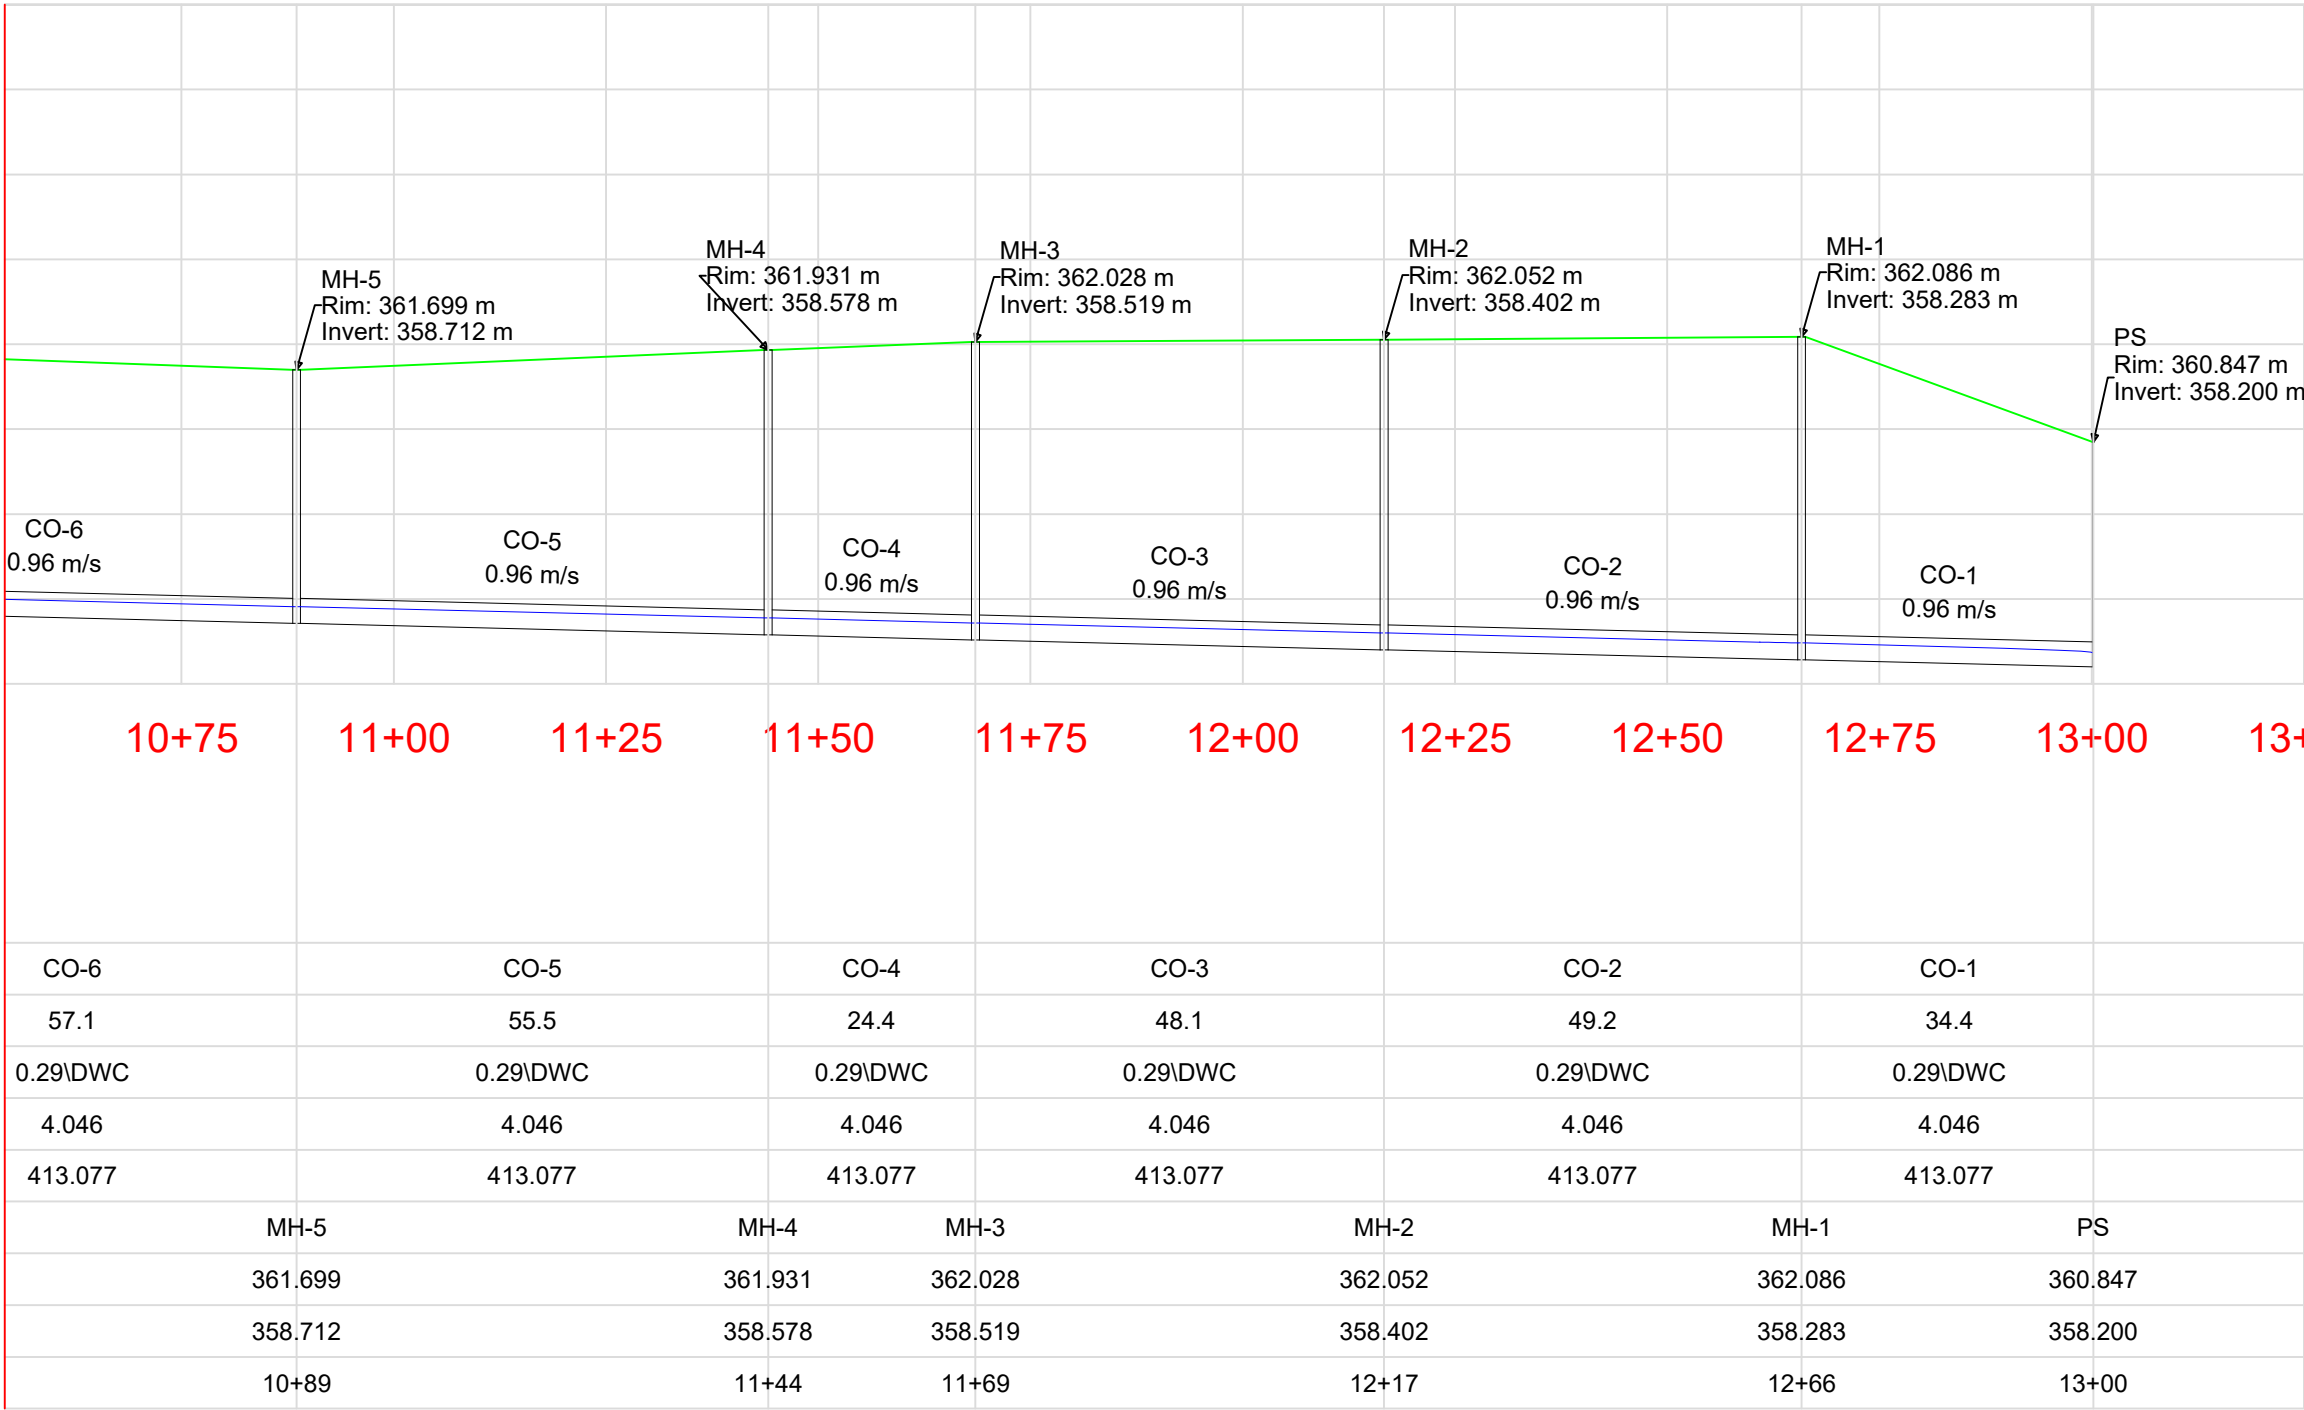 MH-5
Rim: 361.699 m
Invert: 358.712 m
MH-4
Rim: 361.931 m
Invert: 358.578 m
MH-3
Rim: 362.028 m
Invert: 358.519 m
MH-2
Rim: 362.052 m
Invert: 358.402 m
MH-1
Rim: 362.086 m
Invert: 358.283 m
PS
Rim: 360.847 m
Invert: 358.200 m
CO-6
0.96 m/s
CO-5
0.96 m/s
CO-4
0.96 m/s
CO-3
0.96 m/s
CO-2
0.96 m/s
CO-1
0.96 m/s
10+75 11+00 11+25 11+50 11+75 12+00 12+25 12+50 12+75 13+00 13+
CO-6 CO-5 CO-4 CO-3 CO-2 CO-1
57.1 55.5 24.4 48.1 49.2 34.4
0.29\DWC 0.29\DWC 0.29\DWC 0.29\DWC 0.29\DWC 0.29\DWC
4.046 4.046 4.046 4.046 4.046 4.046
413.077 413.077 413.077 413.077 413.077 413.077
MH-5 MH-4 MH-3 MH-2 MH-1 PS
361.699 361.931 362.028 362.052 362.086 360.847
358.712 358.578 358.519 358.402 358.283 358.200
10+89 11+44 11+69 12+17 12+66 13+00